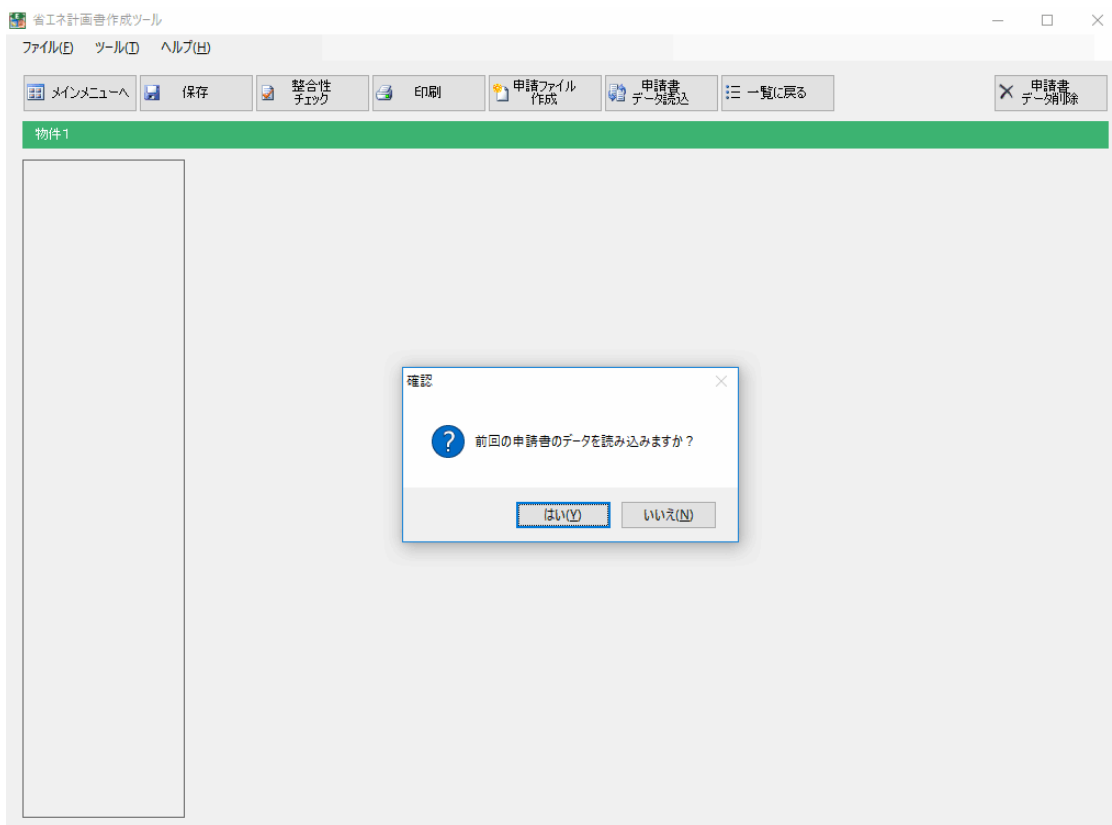 省エネ計画書作成ツール
ファイル(F) ツール(T) ヘルプ(H)
メインメニューへ
保存
整合性
チェック
印刷
申請ファイル
作成
申請書
データ読込
一覧に戻る
申請書
データ削除
物件1
確認
前回の申請書のデータを読み込みますか？
はい(Y)
いいえ(N)